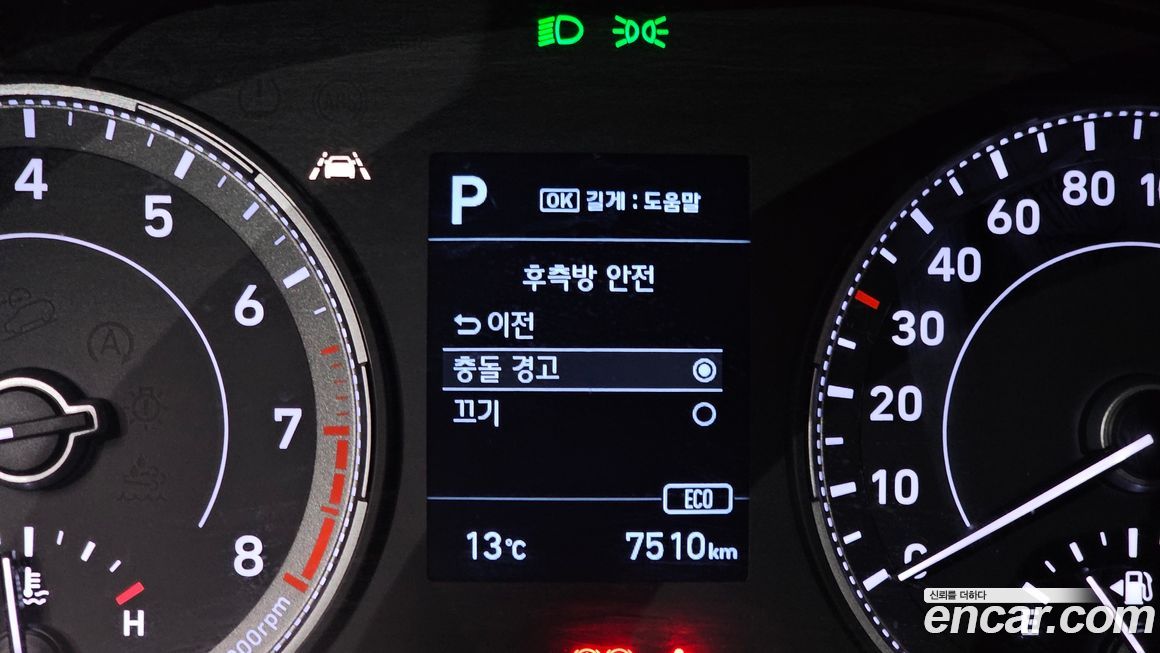 P
OK 길게 : 도움말
후측방 안전
이전
충돌 경고
끄기
ECO
13°C 7510km
4
5
6
7
8
000rpm
H
0
10
20
30
40
60
80
A
신뢰를 더하다
encar.com